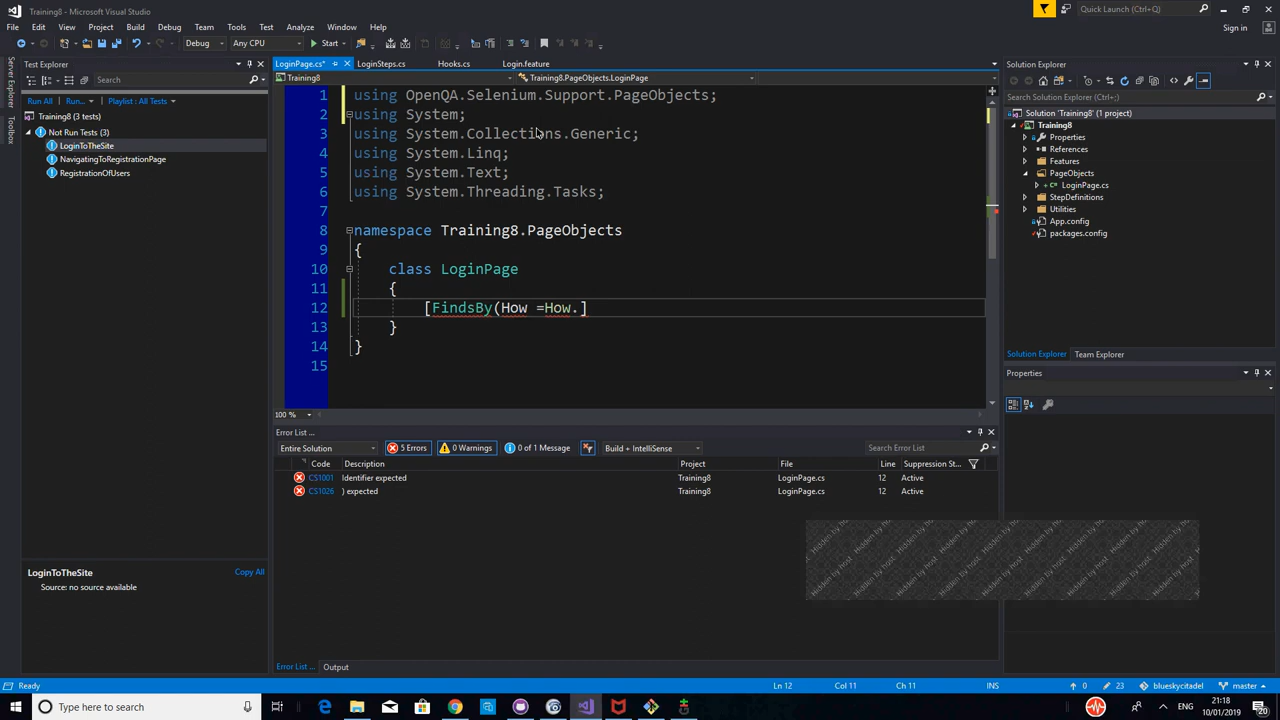 Training8 - Microsoft Visual Studio
Quick Launch (Ctrl+Q)
File Edit View Project Build Debug Team Tools Test Analyze Window Help
Sign in
Debug Any CPU Start
Server Explorer
Toolbox
Test Explorer
Search
Run All Run... Playlist : All Tests
Training8 (3 tests)
Not Run Tests (3)
LoginToTheSite
NavigatingToRegistrationPage
RegistrationOfUsers
LoginToTheSite
Copy All
Source: no source available
LoginPage.cs* LoginSteps.cs Hooks.cs Login.feature
Training8 Training8.PageObjects.LoginPage
1 using OpenQA.Selenium.Support.PageObjects;
2 using System;
3 using System.Collections.Generic;
4 using System.Linq;
5 using System.Text;
6 using System.Threading.Tasks;
7
8 namespace Training8.PageObjects
9 {
10 class LoginPage
11 {
12 [FindsBy(How =How.]
13 }
14 }
15
100 %
Error List ...
Entire Solution 5 Errors 0 Warnings 0 of 1 Message Build + IntelliSense Search Error List
Code Description Project File Line Suppression St...
CS1001 Identifier expected Training8 LoginPage.cs 12 Active
CS1026 ) expected Training8 LoginPage.cs 12 Active
Hidden by host
Error List ... Output
Solution Explorer
Search Solution Explorer (Ctrl+;)
Solution 'Training8' (1 project)
Training8
Properties
References
Features
PageObjects
LoginPage.cs
StepDefinitions
Utilities
App.config
packages.config
Solution Explorer Team Explorer
Properties
Ready Ln 12 Col 11 Ch 11 INS 0 23 blueskycitadel master
Type here to search
ENG 21:18
10/01/2019